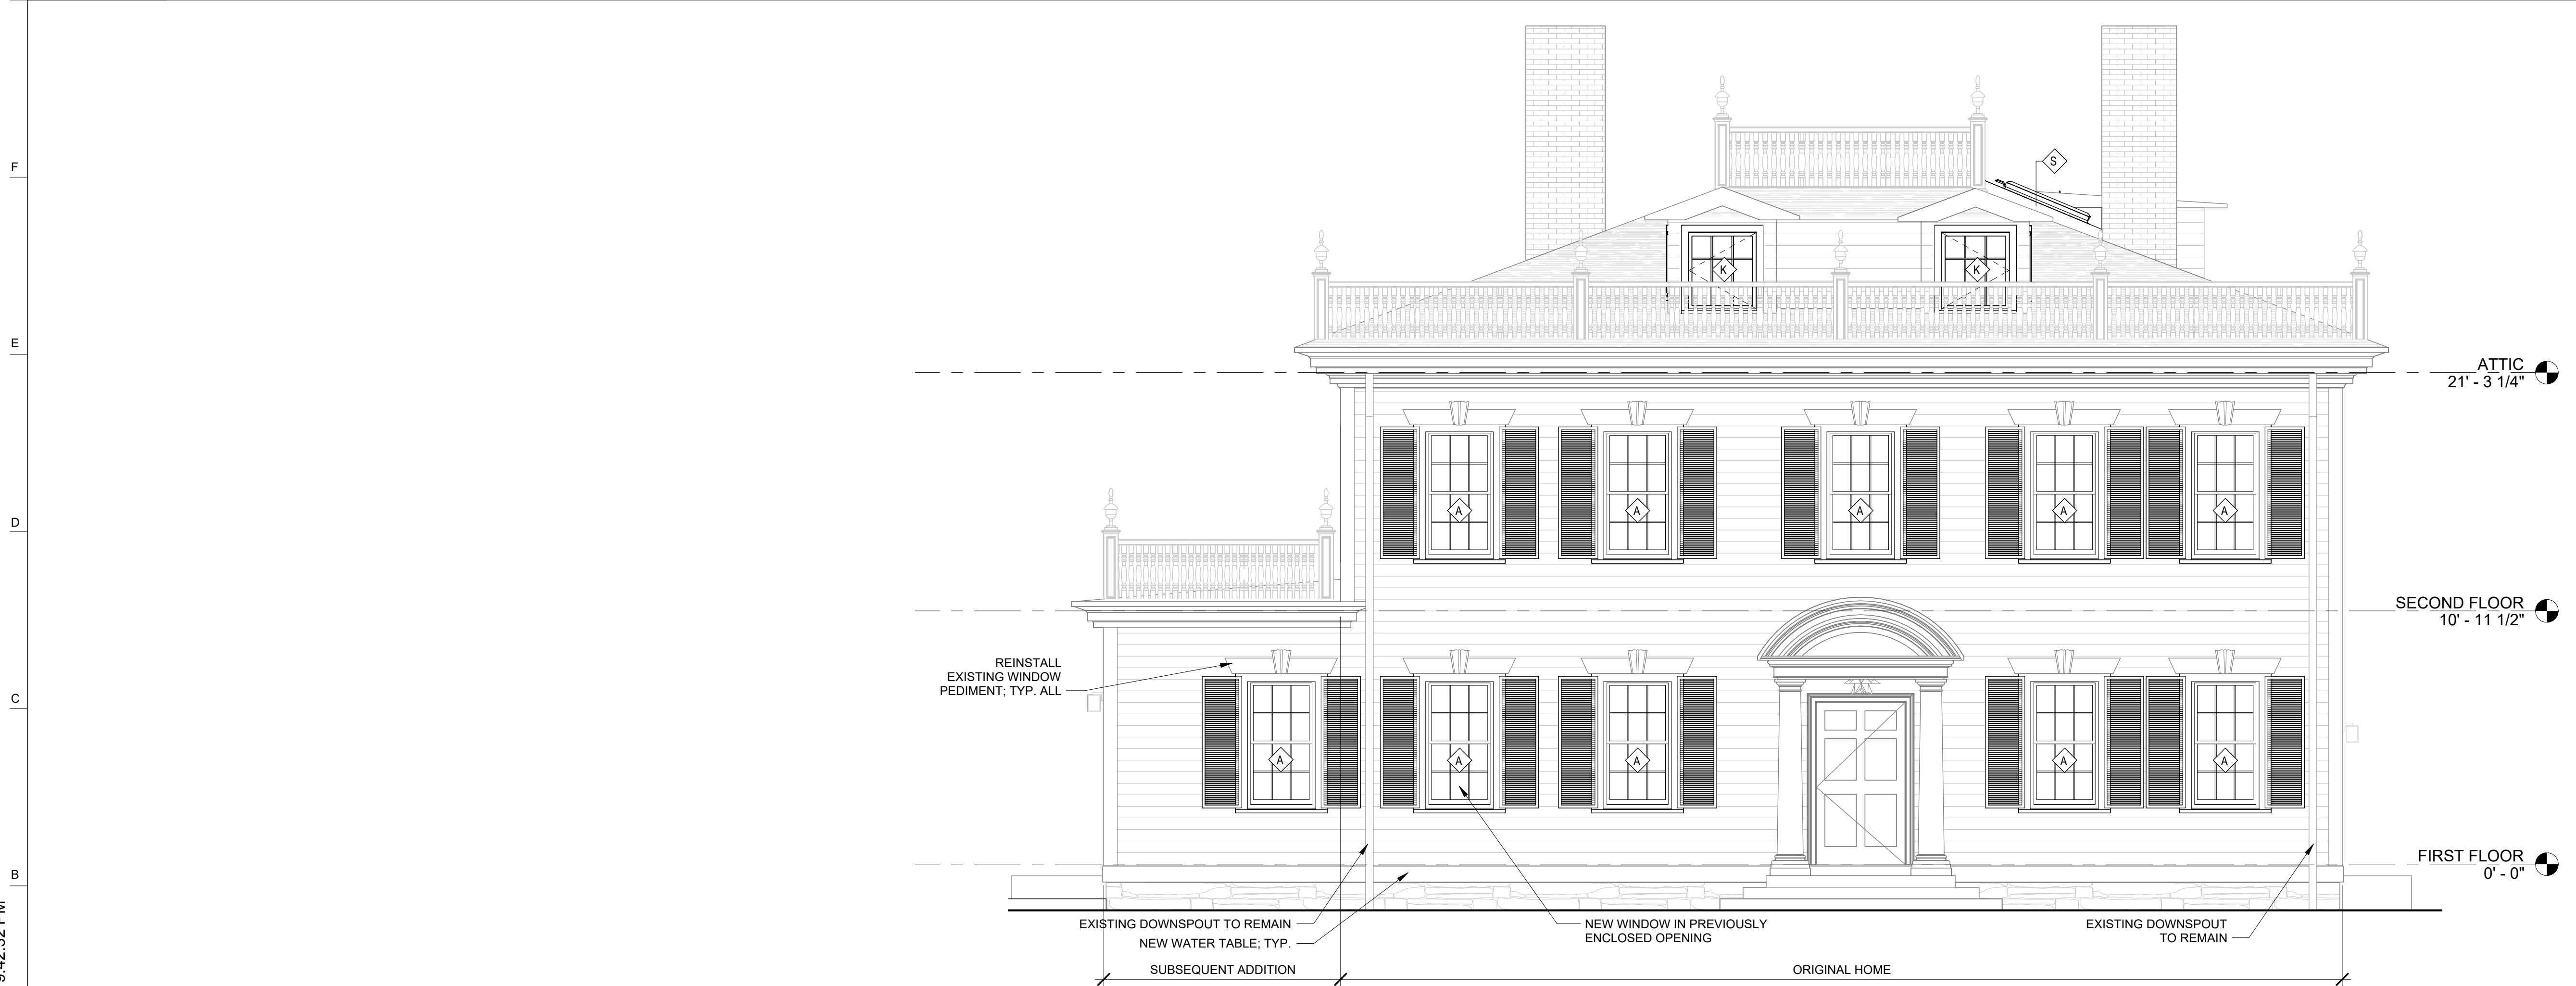 F
S
K
K
E
ATTIC
21' - 3 1/4"
A
A
A
A
A
D
SECOND FLOOR
10' - 11 1/2"
REINSTALL
EXISTING WINDOW
PEDIMENT; TYP. ALL
C
A
A
A
A
A
FIRST FLOOR
0' - 0"
B
EXISTING DOWNSPOUT TO REMAIN
NEW WATER TABLE; TYP.
NEW WINDOW IN PREVIOUSLY
ENCLOSED OPENING
EXISTING DOWNSPOUT
TO REMAIN
SUBSEQUENT ADDITION
ORIGINAL HOME